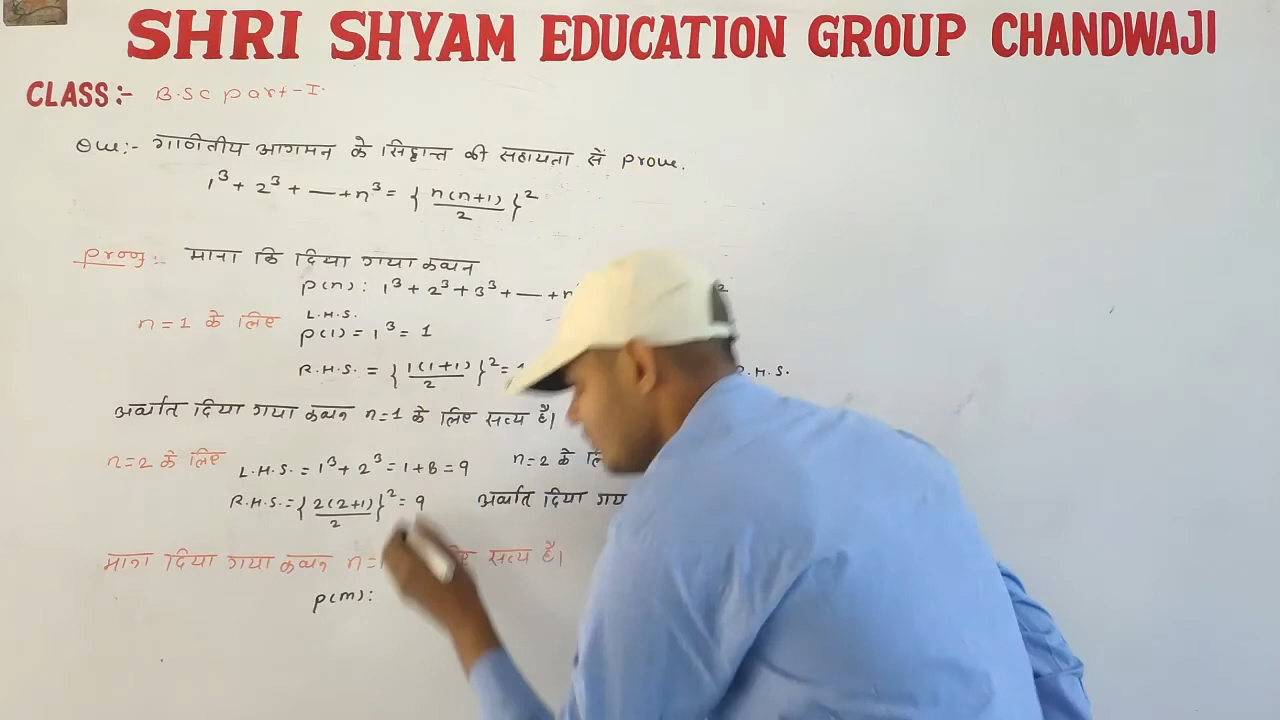 SHRI SHYAM EDUCATION GROUP CHANDWAJI
CLASS:- B.Sc part-I.
Que:- गाणितीय आगमन के सिद्धान्त की सहायता से prove.
1³ + 2³ + — + n³ = { n(n+1) / 2 }²
Proof:- माना कि दिया गया कथन
P(n): 1³ + 2³ + 3³ + — + n
n=1 के लिए L.H.S.
P(1) = 1³ = 1
R.H.S. = { 1(1+1) / 2 }² = R.H.S.
अर्थात दिया गया कथन n=1 के लिए सत्य है।
n=2 के लिए L.H.S. = 1³ + 2³ = 1+8 = 9 n=2 के
R.H.S. = { 2(2+1) / 2 }² = 9 अर्थात दिया
माना दिया गया कथन n= सत्य है।
P(m):